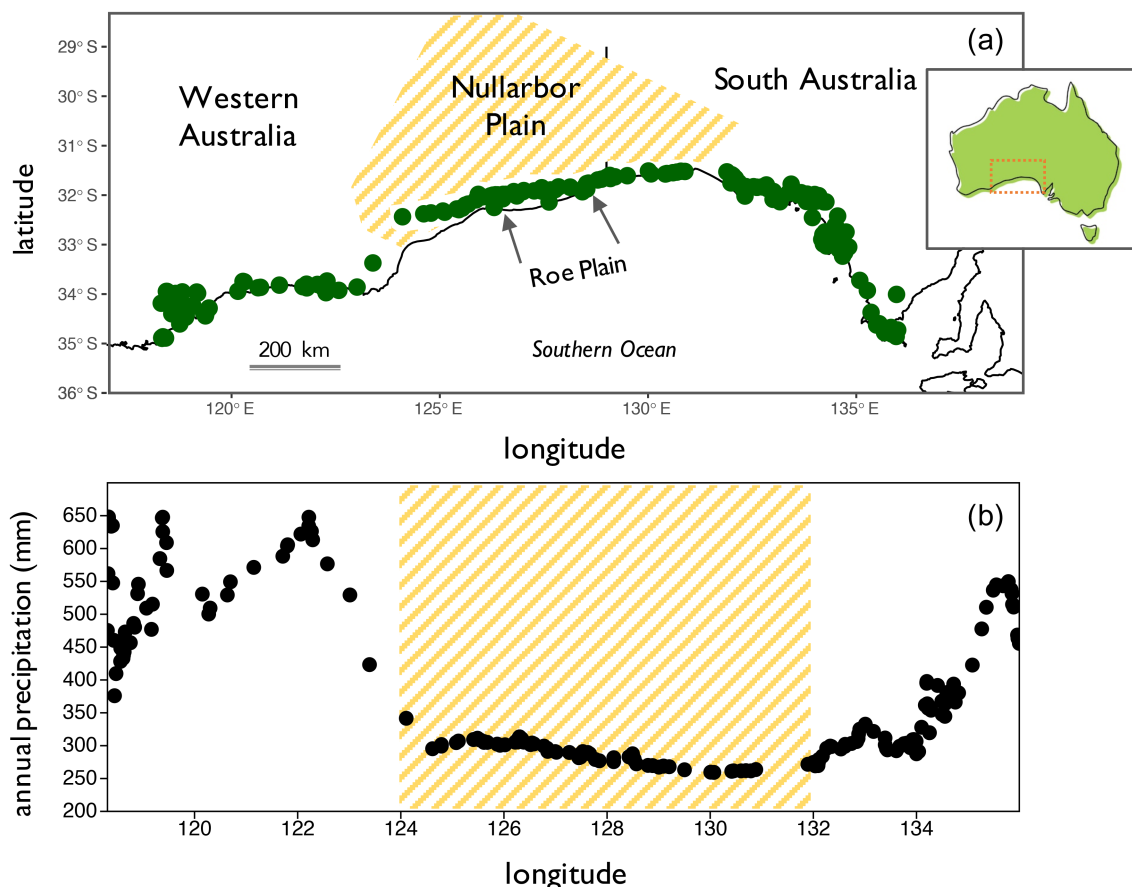 (a)
29° S
30° S
31° S
32° S
33° S
34° S
35° S
36° S
latitude
Western
Australia
Nullarbor
Plain
South Australia
Roe Plain
200 km
Southern Ocean
120° E
125° E
130° E
135° E
longitude
(b)
650
600
550
500
450
400
350
300
250
200
annual precipitation (mm)
120
122
124
126
128
130
132
134
longitude